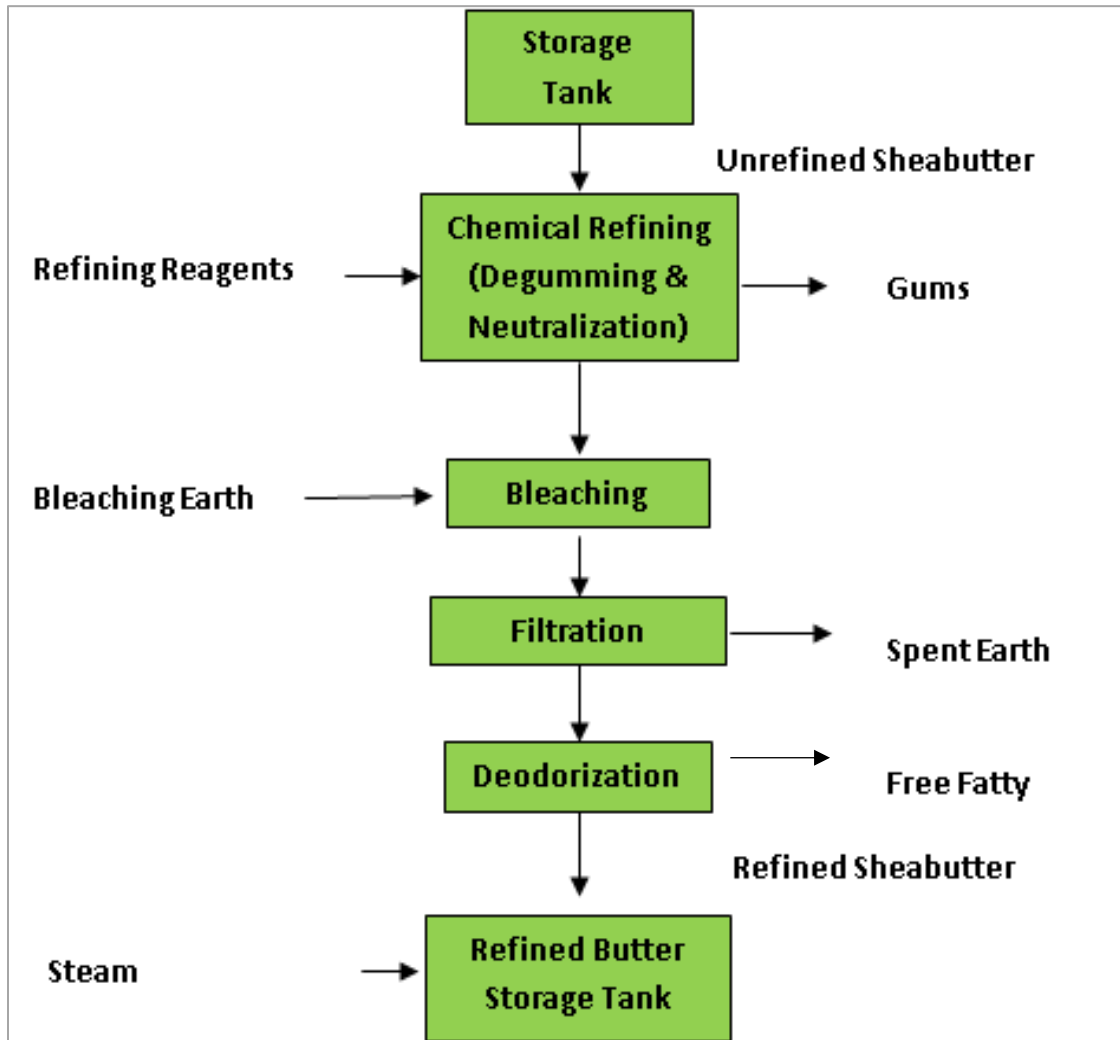 Storage
Tank
Unrefined Sheabutter
Chemical Refining
(Degumming &
Neutralization)
Refining Reagents
Gums
Bleaching Earth
Bleaching
Filtration
Spent Earth
Deodorization
Free Fatty
Refined Sheabutter
Refined Butter
Storage Tank
Steam